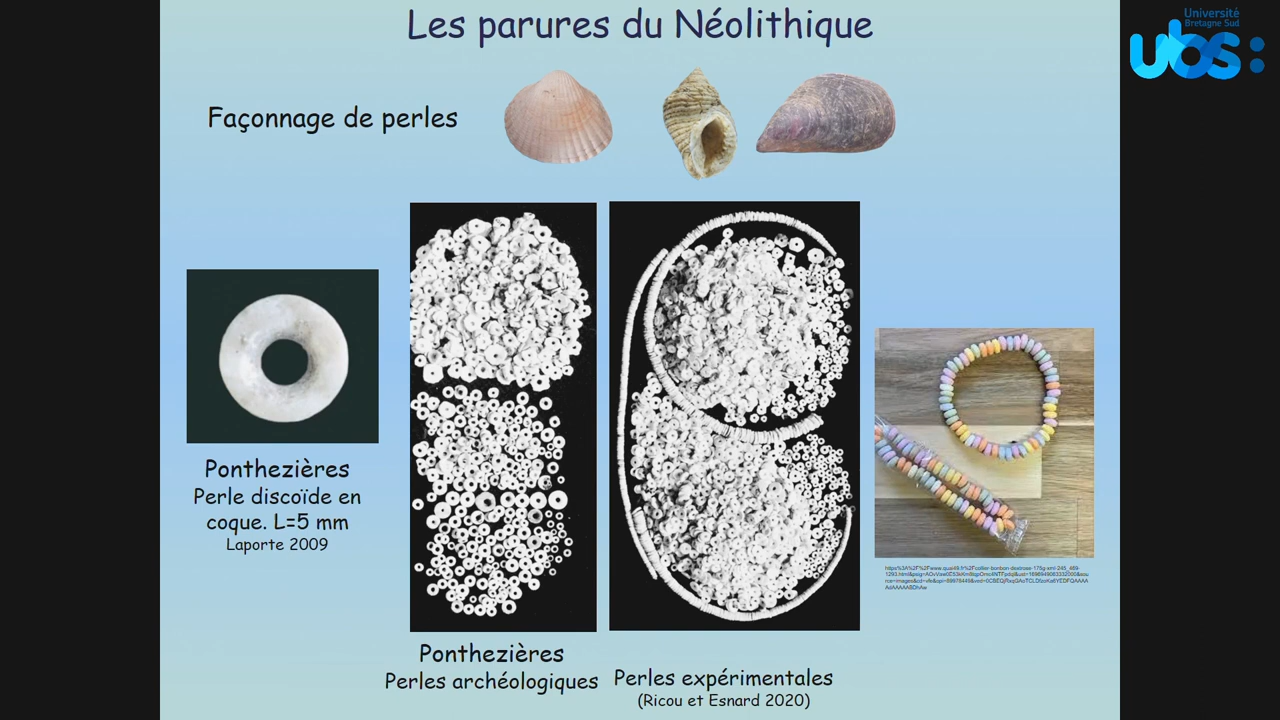 Les parures du Néolithique
Université
Bretagne Sud
ubs:
Façonnage de perles
Ponthezières
Perle discoïde en
coque. L=5 mm
Laporte 2009
Ponthezières
Perles archéologiques
Perles expérimentales
(Ricou et Esnard 2020)